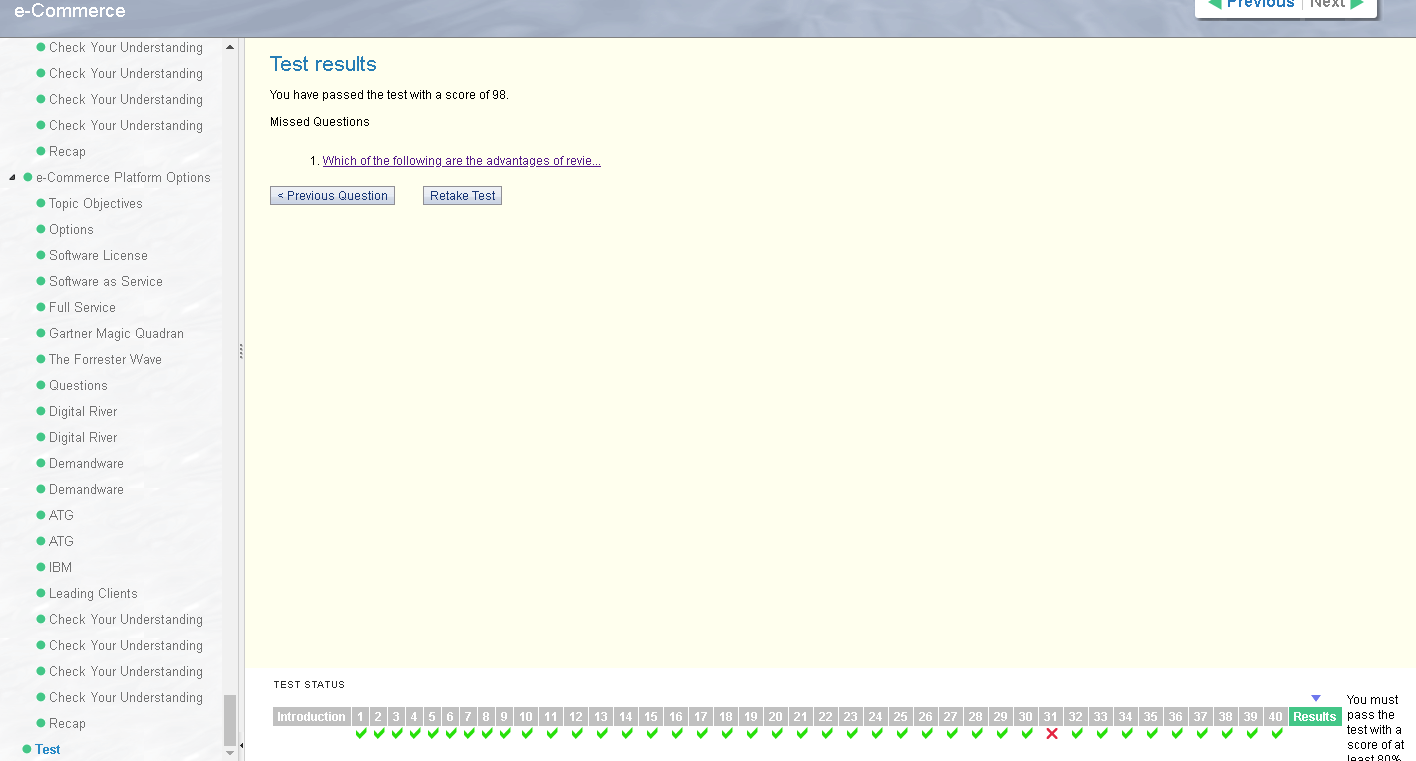 e-Commerce
Previous | Next
Check Your Understanding
Check Your Understanding
Check Your Understanding
Check Your Understanding
Recap
e-Commerce Platform Options
Topic Objectives
Options
Software License
Software as Service
Full Service
Gartner Magic Quadran
The Forrester Wave
Questions
Digital River
Digital River
Demandware
Demandware
ATG
ATG
IBM
Leading Clients
Check Your Understanding
Check Your Understanding
Check Your Understanding
Check Your Understanding
Recap
Test
Test results
You have passed the test with a score of 98.
Missed Questions
1. Which of the following are the advantages of revie...
< Previous Question
Retake Test
TEST STATUS
Introduction 1 2 3 4 5 6 7 8 9 10 11 12 13 14 15 16 17 18 19 20 21 22 23 24 25 26 27 28 29 30 31 32 33 34 35 36 37 38 39 40 Results
You must
pass the
test with a
score of at
least 80%